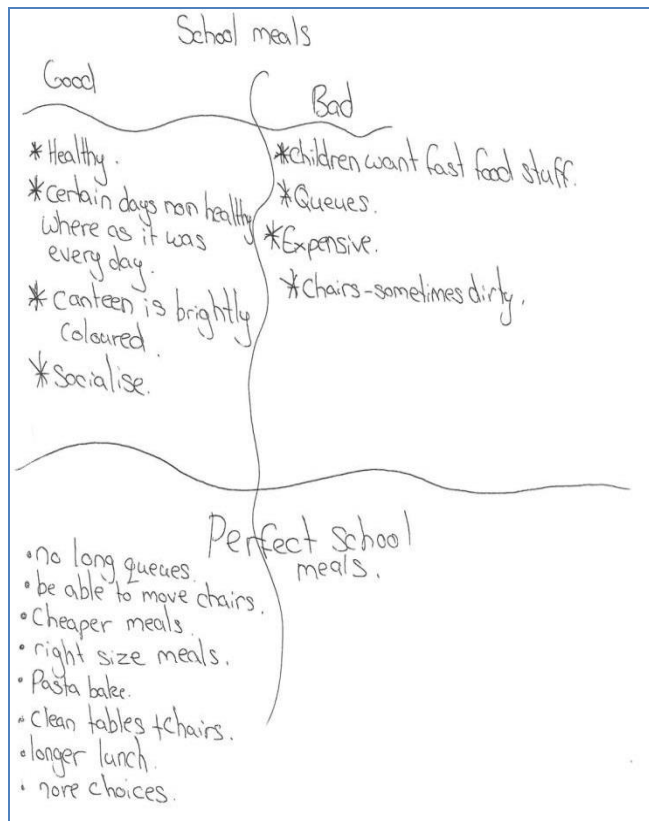 School meals
Good
* Healthy.
* certain days non healthy
where as it was
every day.
* canteen is brightly
coloured.
* Socialise.
Bad
* children want fast food stuff.
* Queues.
* Expensive.
* Chairs - sometimes dirty.
Perfect school
meals.
• no long queues.
• be able to move chairs.
• Cheaper meals.
• right size meals.
• Pasta bake.
• Clean tables + chairs.
• longer lunch.
• more choices.